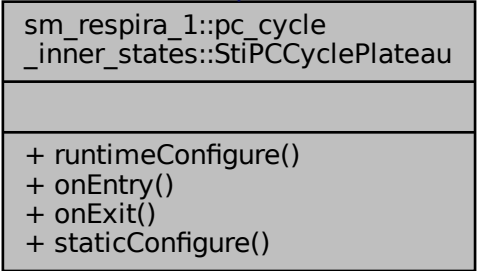 sm_respira_1::pc_cycle
_inner_states::StiPCCyclePlateau
+ runtimeConfigure()
+ onEntry()
+ onExit()
+ staticConfigure()